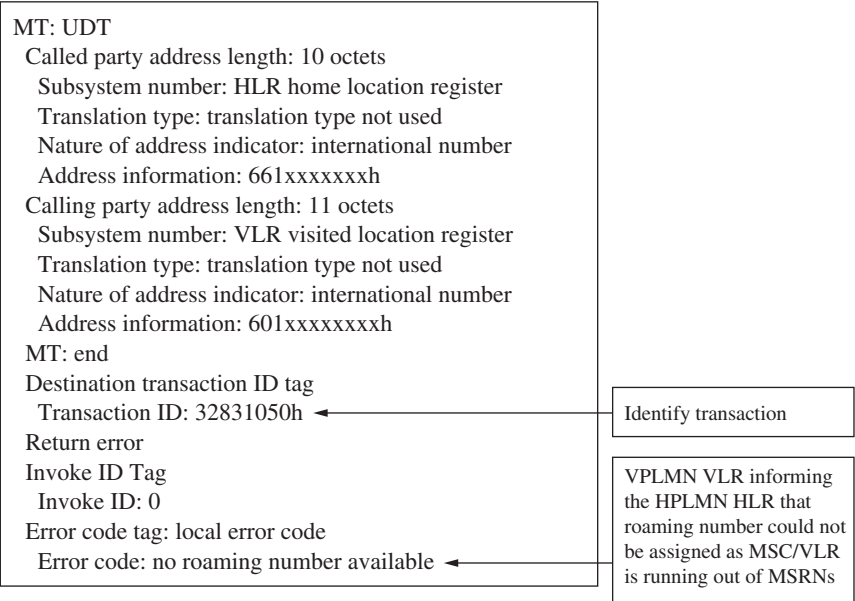 MT: UDT
Called party address length: 10 octets
Subsystem number: HLR home location register
Translation type: translation type not used
Nature of address indicator: international number
Address information: 661xxxxxxxh
Calling party address length: 11 octets
Subsystem number: VLR visited location register
Translation type: translation type not used
Nature of address indicator: international number
Address information: 601xxxxxxxxh
MT: end
Destination transaction ID tag
Transaction ID: 32831050h
Return error
Invoke ID Tag
Invoke ID: 0
Error code tag: local error code
Error code: no roaming number available
Identify transaction
VPLMN VLR informing
the HPLMN HLR that
roaming number could not
be assigned as MSC/VLR
is running out of MSRNs